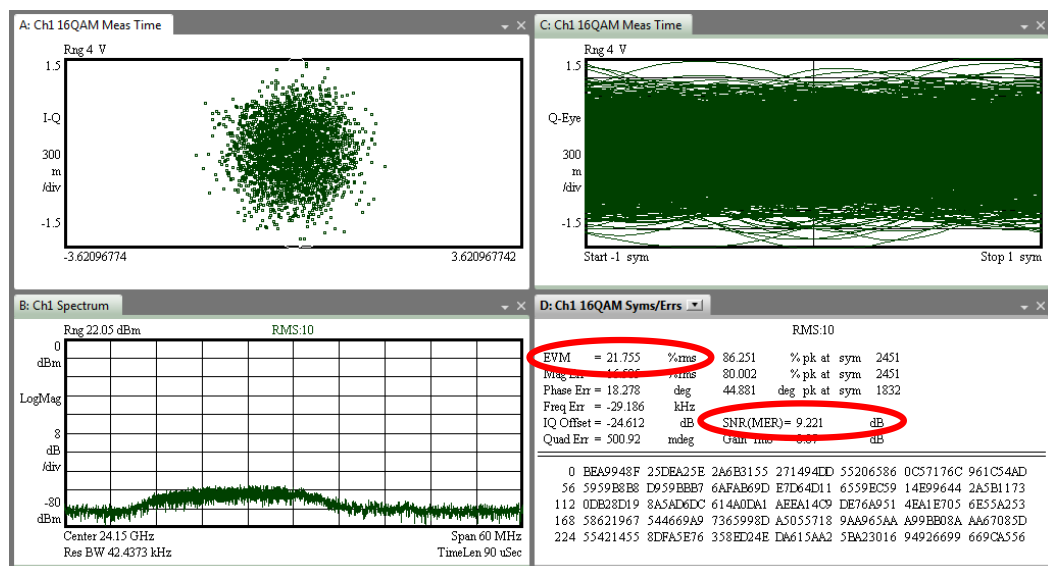 A: Ch1 16QAM Meas Time
Rng 4 V
1.5
I-Q
300
m
/div
-1.5
-3.62096774
3.620967742
C: Ch1 16QAM Meas Time
Rng 4 V
1.5
Q-Eye
300
m
/div
-1.5
Start -1 sym
Stop 1 sym
B: Ch1 Spectrum
Rng 22.05 dBm
RMS:10
0
dBm
LogMag
8
dB
/div
-80
dBm
Center 24.15 GHz
Span 60 MHz
Res BW 42.4373 kHz
TimeLen 90 uSec
D: Ch1 16QAM Syms/Errs
RMS:10
EVM = 21.755 %rms 86.251 % pk at sym 2451
Mag Err = %rms 80.002 % pk at sym 2451
Phase Err = 18.278 deg 44.881 deg pk at sym 1832
Freq Err = -29.186 kHz
IQ Offset = -24.612 dB SNR(MER)= 9.221 dB
Quad Err = 500.92 mdeg Gain dB
0 BEA9948F 25DEA25E 2A6B3155 271494DD 55206586 0C57176C 961C54AD
56 5959B8B8 D959BBB7 6AFAB69D E7D64D11 6559EC59 14E99644 2A5B1173
112 0DB28D19 8A5AD6DC 614A0DA1 AEEA14C9 DE76A951 4EA1E705 6E55A253
168 58621967 544669A9 7365998D A5055718 9AA965AA A99BB08A AA67085D
224 55421455 8DFA5E76 358ED24E DA615AA2 5BA23016 94926699 669CA556